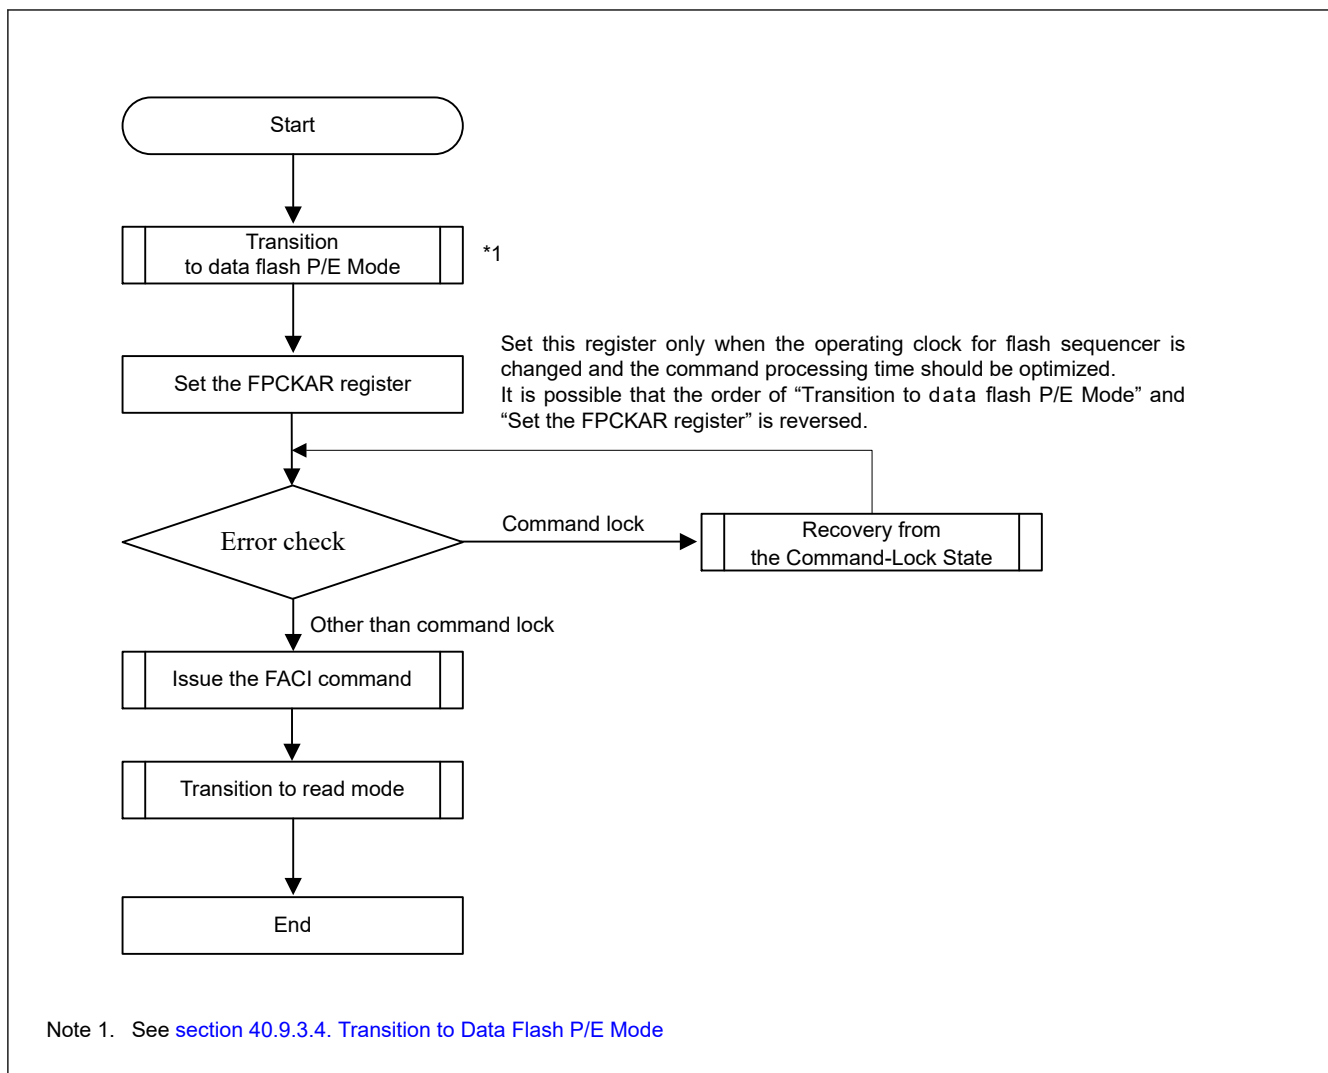 Start
Transition
to data flash P/E Mode
*1
Set this register only when the operating clock for flash sequencer is
changed and the command processing time should be optimized.
It is possible that the order of “Transition to data flash P/E Mode” and
“Set the FPCKAR register” is reversed.
Set the FPCKAR register
Error check
Command lock
Recovery from
the Command-Lock State
Other than command lock
Issue the FACI command
Transition to read mode
End
Note 1. See section 40.9.3.4. Transition to Data Flash P/E Mode